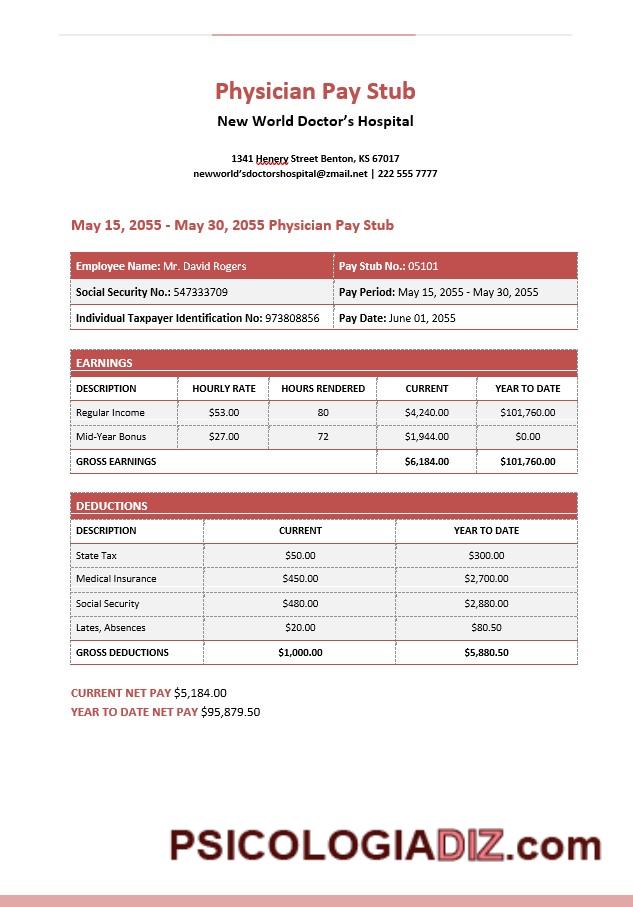 Physician Pay Stub
New World Doctor’s Hospital
1341 Henery Street Benton, KS 67017
newworld’sdoctorshospital@zmail.net | 222 555 7777
May 15, 2055 - May 30, 2055 Physician Pay Stub
Employee Name: Mr. David Rogers Pay Stub No.: 05101
Social Security No.: 547333709 Pay Period: May 15, 2055 - May 30, 2055
Individual Taxpayer Identification No: 973808856 Pay Date: June 01, 2055
EARNINGS
DESCRIPTION HOURLY RATE HOURS RENDERED CURRENT YEAR TO DATE
Regular Income $53.00 80 $4,240.00 $101,760.00
Mid-Year Bonus $27.00 72 $1,944.00 $0.00
GROSS EARNINGS $6,184.00 $101,760.00
DEDUCTIONS
DESCRIPTION CURRENT YEAR TO DATE
State Tax $50.00 $300.00
Medical Insurance $450.00 $2,700.00
Social Security $480.00 $2,880.00
Lates, Absences $20.00 $80.50
GROSS DEDUCTIONS $1,000.00 $5,880.50
CURRENT NET PAY $5,184.00
YEAR TO DATE NET PAY $95,879.50
PSICOLOGIADIZ.com